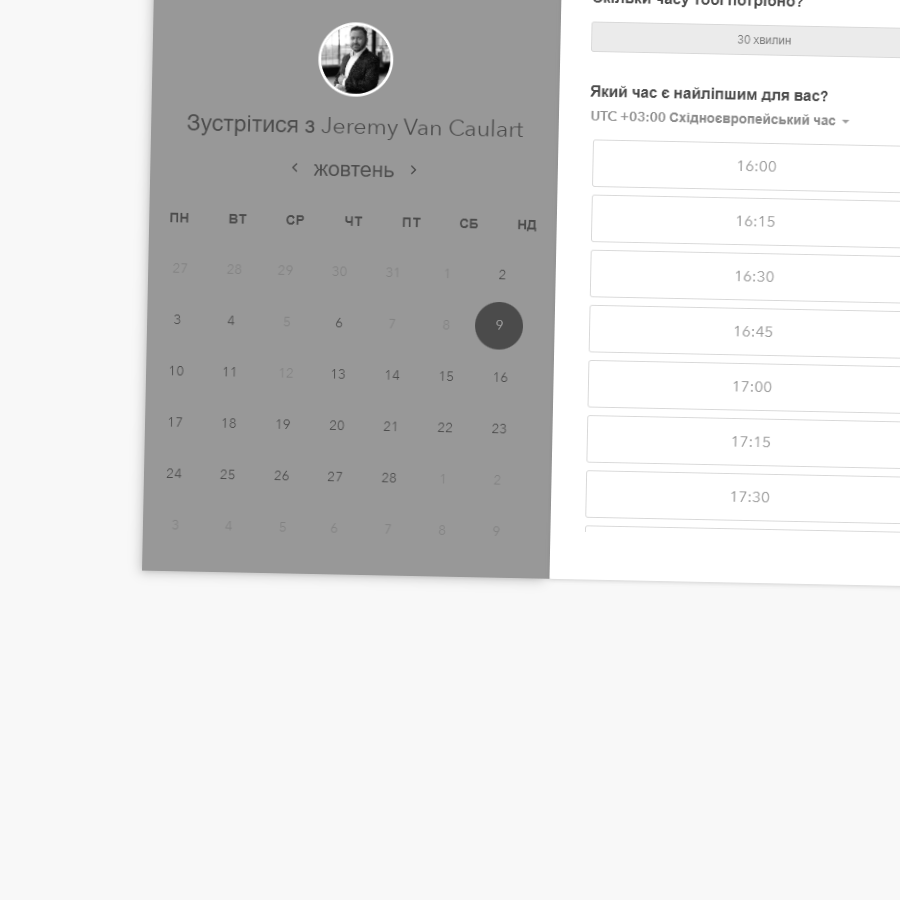 Зустрітися з Jeremy Van Caulart
жовтень
ПН ВТ СР ЧТ ПТ СБ НД
27 28 29 30 31 1 2
3 4 5 6 7 8 9
10 11 12 13 14 15 16
17 18 19 20 21 22 23
24 25 26 27 28 1 2
3 4 5 6 7 8 9
Скільки часу тобі потрібно?
30 хвилин
Який час є найліпшим для вас?
UTC +03:00 Східноєвропейський час
16:00
16:15
16:30
16:45
17:00
17:15
17:30